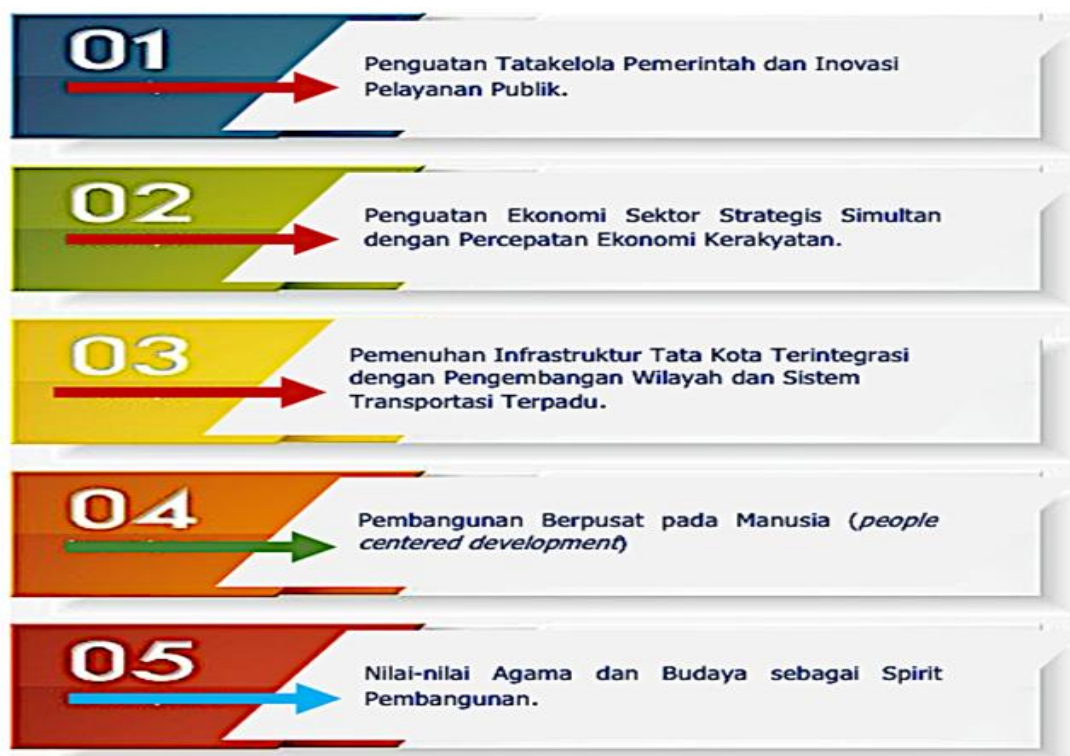 01
Penguatan Tatakelola Pemerintah dan Inovasi
Pelayanan Publik.
02
Penguatan Ekonomi Sektor Strategis Simultan
dengan Percepatan Ekonomi Kerakyatan.
03
Pemenuhan Infrastruktur Tata Kota Terintegrasi
dengan Pengembangan Wilayah dan Sistem
Transportasi Terpadu.
04
Pembangunan Berpusat pada Manusia (people
centered development)
05
Nilai-nilai Agama dan Budaya sebagai Spirit
Pembangunan.